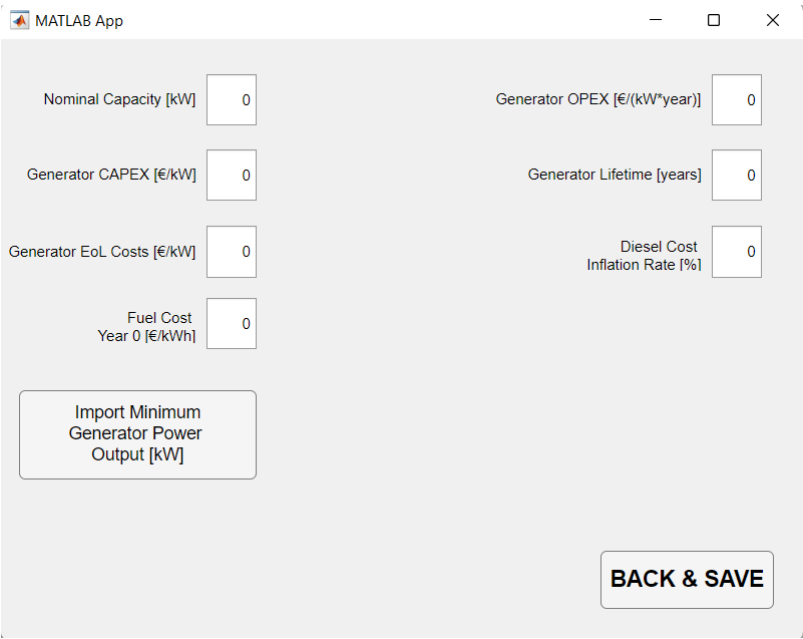 MATLAB App
Nominal Capacity [kW] 0
Generator OPEX [€/(kW*year)] 0
Generator CAPEX [€/kW] 0
Generator Lifetime [years] 0
Generator EoL Costs [€/kW] 0
Diesel Cost
Inflation Rate [%] 0
Fuel Cost
Year 0 [€/kWh] 0
Import Minimum
Generator Power
Output [kW]
BACK & SAVE